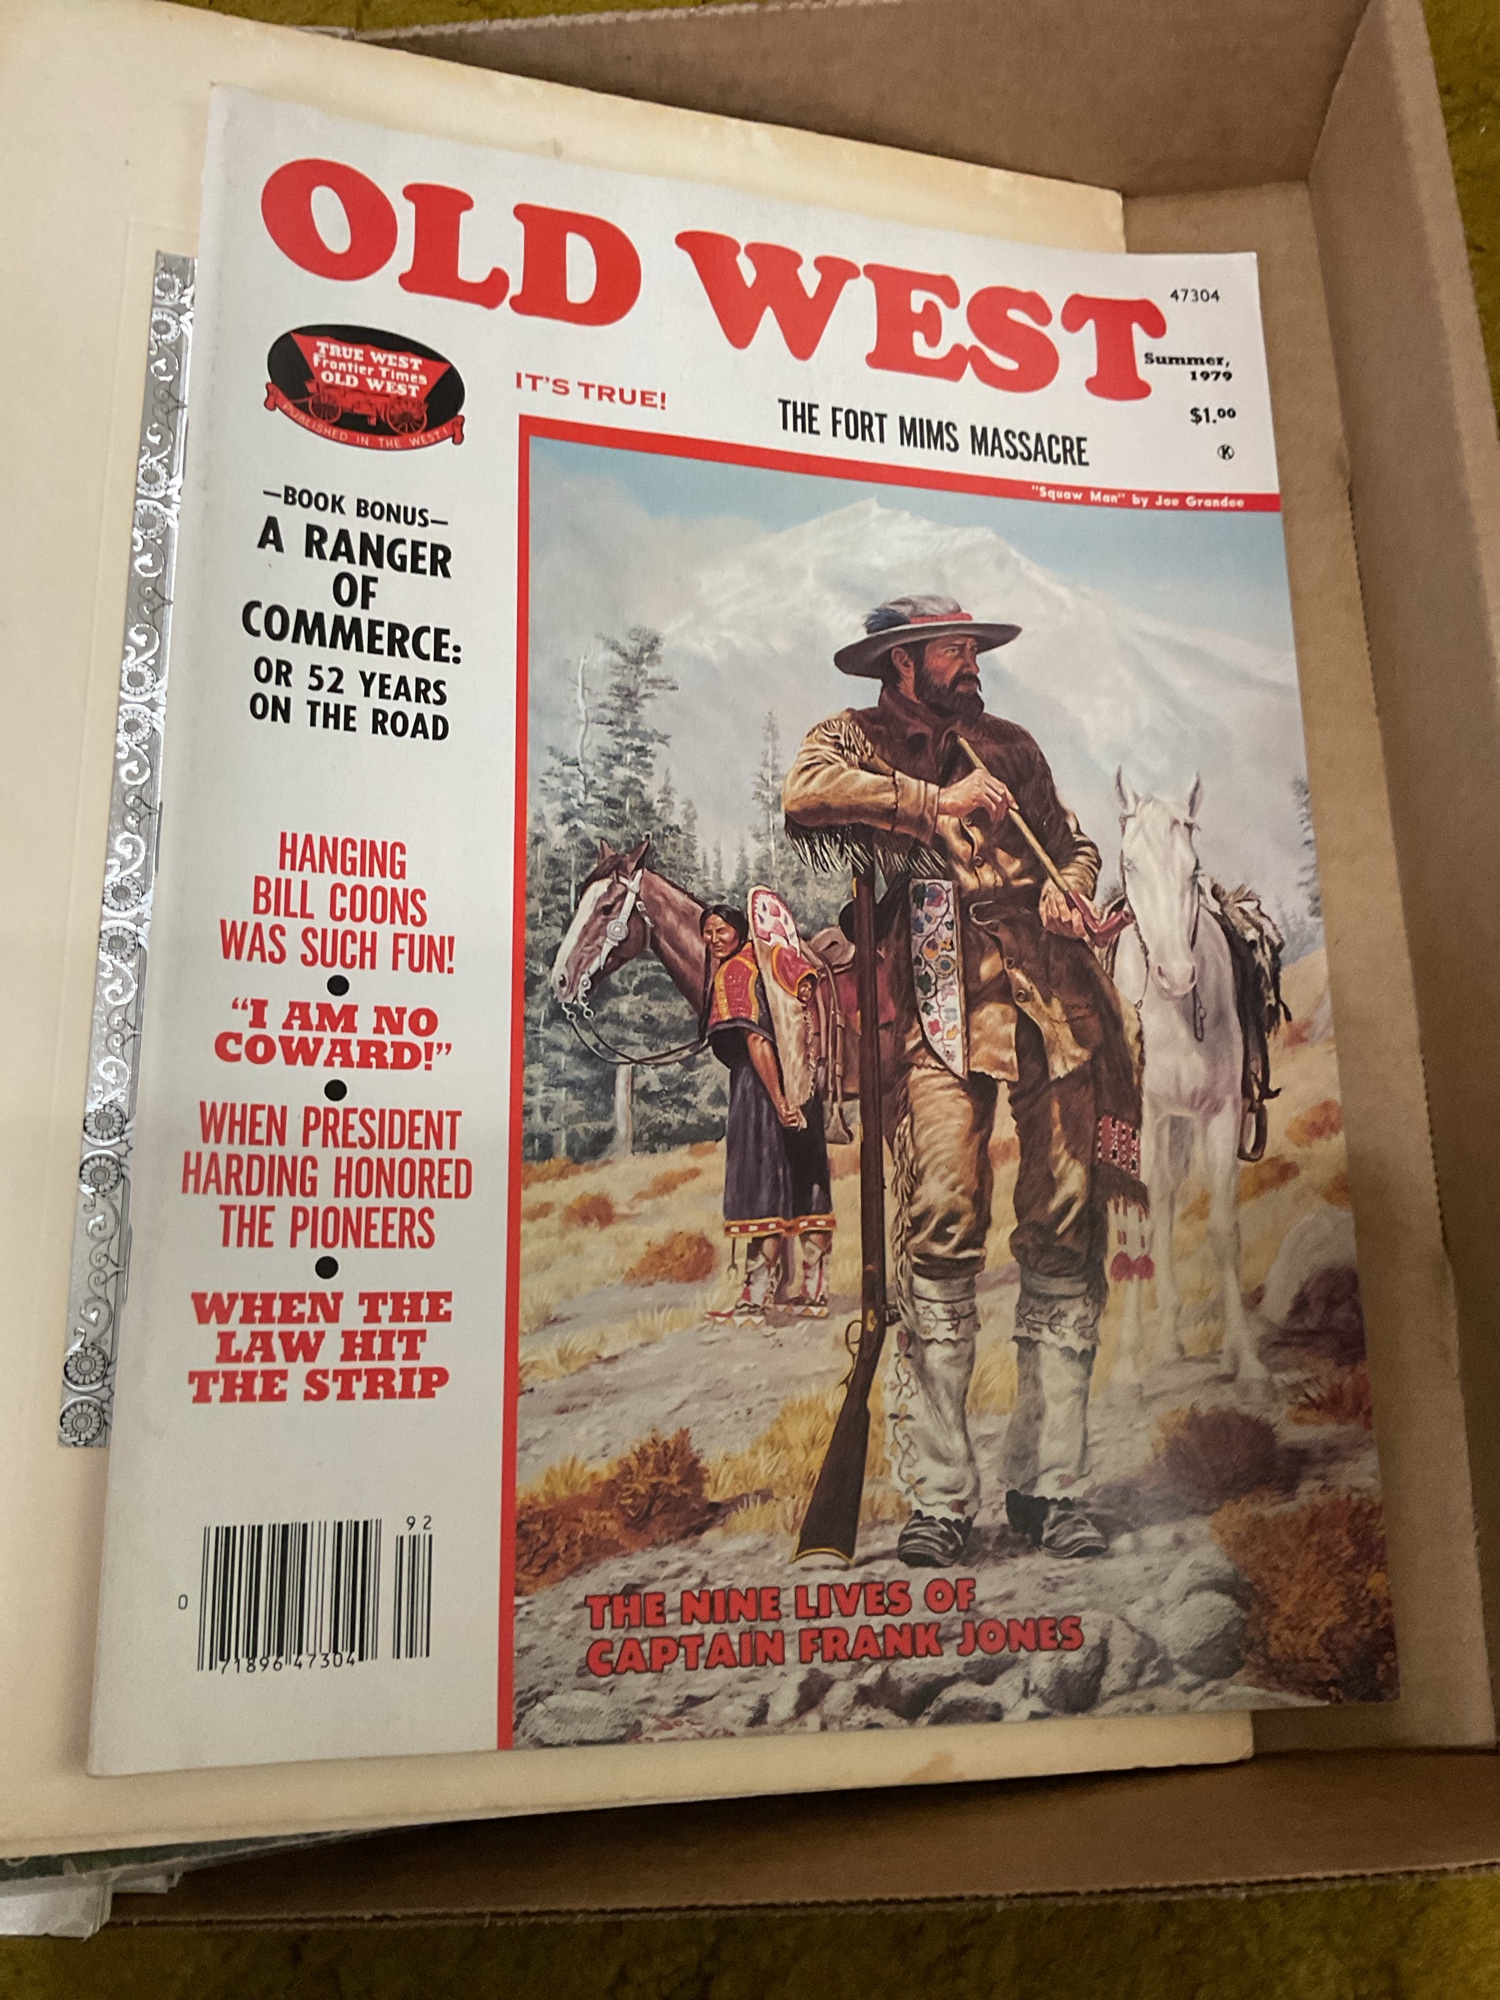 OLD WEST
47304
Summer,
1979
$1.00
K
TRUE WEST
Frontier Times
OLD WEST
PUBLISHED IN THE WEST!
IT'S TRUE!
THE FORT MIMS MASSACRE
"Squaw Man" by Joe Grandee
—BOOK BONUS—
A RANGER
OF
COMMERCE:
OR 52 YEARS
ON THE ROAD
HANGING
BILL COONS
WAS SUCH FUN!
“I AM NO
COWARD!”
WHEN PRESIDENT
HARDING HONORED
THE PIONEERS
WHEN THE
LAW HIT
THE STRIP
92
0
71896 47304
THE NINE LIVES OF
CAPTAIN FRANK JONES